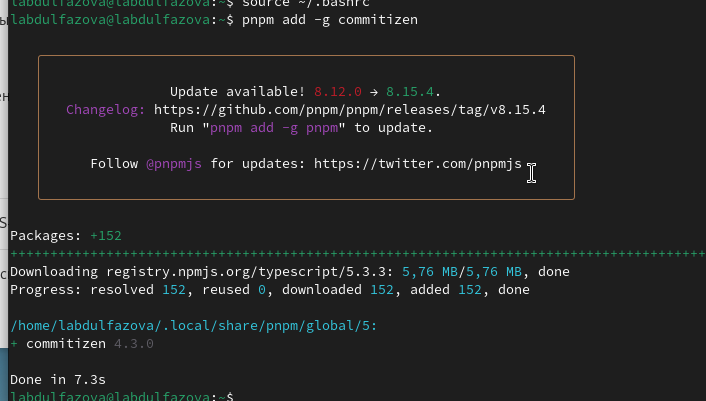 labdulfazova@labdulfazova:~$ source ~/.bashrc
labdulfazova@labdulfazova:~$ pnpm add -g commitizen
Update available! 8.12.0 → 8.15.4.
Changelog: https://github.com/pnpm/pnpm/releases/tag/v8.15.4
Run "pnpm add -g pnpm" to update.
Follow @pnpmjs for updates: https://twitter.com/pnpmjs
Packages: +152
+++++++++++++++++++++++++++++++++++++++++++++++++++++++++++++++++++++++++++++++++++++++
Downloading registry.npmjs.org/typescript/5.3.3: 5,76 MB/5,76 MB, done
Progress: resolved 152, reused 0, downloaded 152, added 152, done
/home/labdulfazova/.local/share/pnpm/global/5:
+ commitizen 4.3.0
Done in 7.3s
labdulfazova@labdulfazova:~$